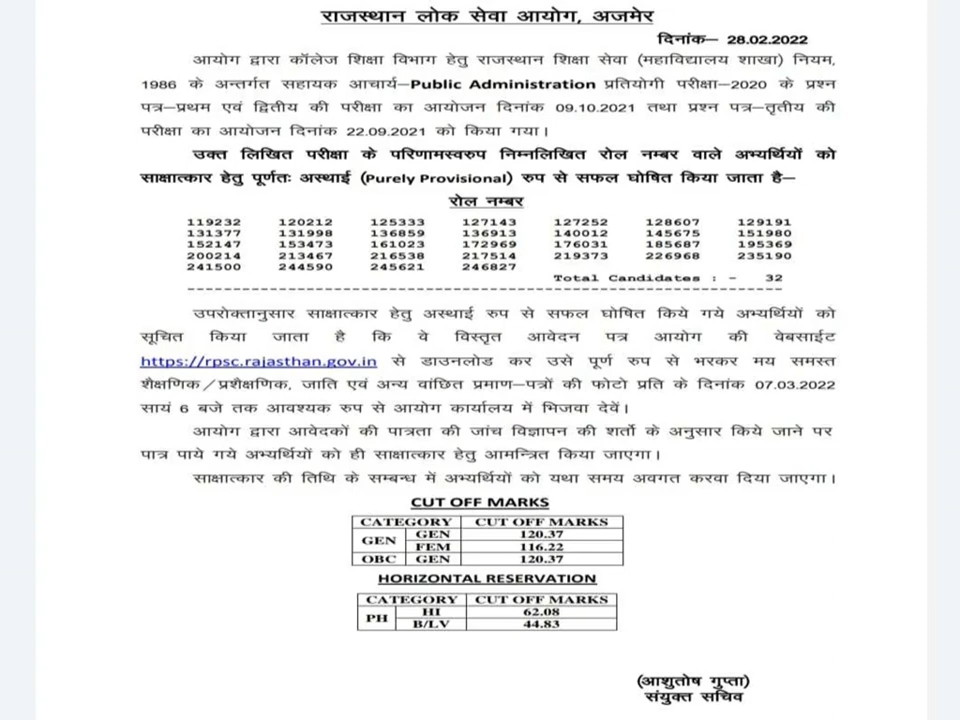 राजस्थान लोक सेवा आयोग, अजमेर
दिनांक– 28.02.2022
आयोग द्वारा कॉलेज शिक्षा विभाग हेतु राजस्थान शिक्षा सेवा (महाविद्यालय शाखा) नियम,
1986 के अन्तर्गत सहायक आचार्य–Public Administration प्रतियोगी परीक्षा–2020 के प्रश्न
पत्र–प्रथम एवं द्वितीय की परीक्षा का आयोजन दिनांक 09.10.2021 तथा प्रश्न पत्र–तृतीय की
परीक्षा का आयोजन दिनांक 22.09.2021 को किया गया।
उक्त लिखित परीक्षा के परिणामस्वरुप निम्नलिखित रोल नम्बर वाले अभ्यर्थियों को
साक्षात्कार हेतु पूर्णतः अस्थाई (Purely Provisional) रुप से सफल घोषित किया जाता है–
रोल नम्बर
119232 120212 125333 127143 127252 128607 129191
131377 131998 136859 136913 140012 145675 151980
152147 153473 161023 172969 176031 185687 195369
200214 213467 216538 217514 219373 226968 235190
241500 244590 245621 246827
Total Candidates : - 32
उपरोक्तानुसार साक्षात्कार हेतु अस्थाई रुप से सफल घोषित किये गये अभ्यर्थियों को
सूचित किया जाता है कि वे विस्तृत आवेदन पत्र आयोग की वेबसाईट
https://rpsc.rajasthan.gov.in से डाउनलोड कर उसे पूर्ण रुप से भरकर मय समस्त
शैक्षणिक/प्रशैक्षणिक, जाति एवं अन्य वांछित प्रमाण–पत्रों की फोटो प्रति के दिनांक 07.03.2022
सायं 6 बजे तक आवश्यक रुप से आयोग कार्यालय में भिजवा देवें।
आयोग द्वारा आवेदकों की पात्रता की जांच विज्ञापन की शर्तो के अनुसार किये जाने पर
पात्र पाये गये अभ्यर्थियों को ही साक्षात्कार हेतु आमन्त्रित किया जाएगा।
साक्षात्कार की तिथि के सम्बन्ध में अभ्यर्थियों को यथा समय अवगत करवा दिया जाएगा।
CUT OFF MARKS
CATEGORY CUT OFF MARKS
GEN GEN 120.37
FEM 116.22
OBC GEN 120.37
HORIZONTAL RESERVATION
CATEGORY CUT OFF MARKS
PH HI 62.08
B/LV 44.83
(आशुतोष गुप्ता)
संयुक्त सचिव